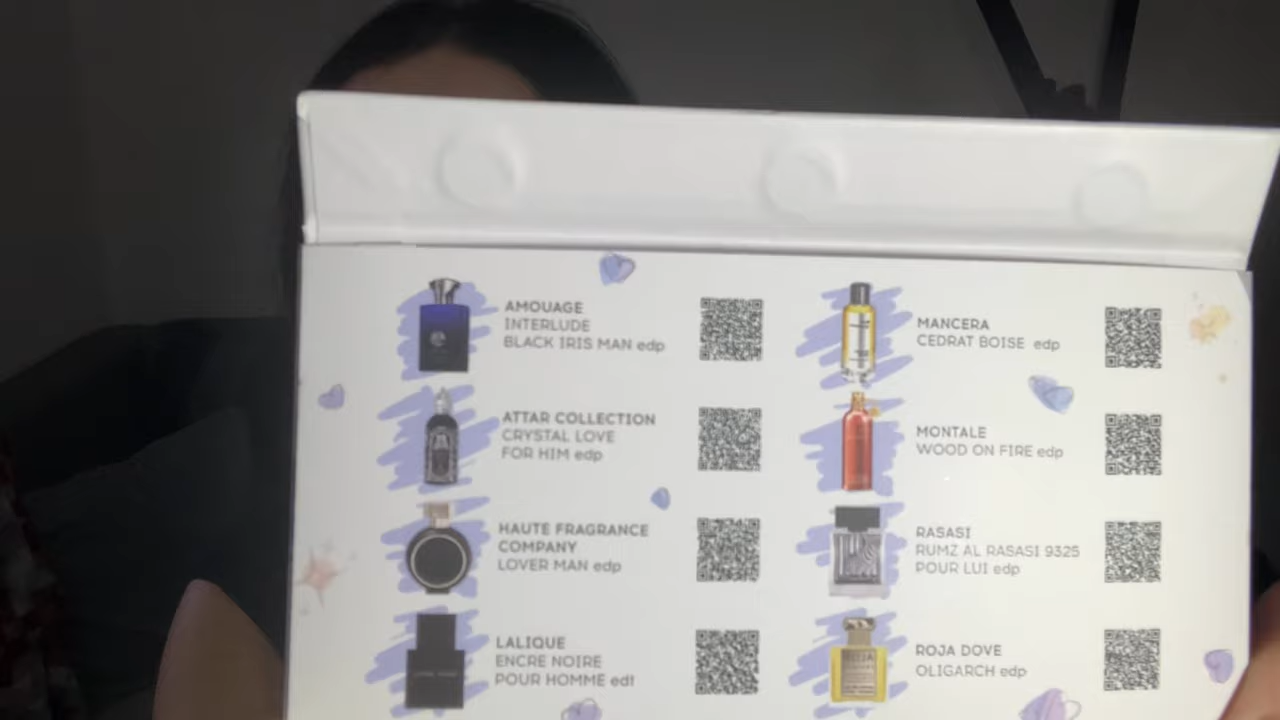 AMOUAGE
INTERLUDE
BLACK IRIS MAN edp
ATTAR COLLECTION
CRYSTAL LOVE
FOR HIM edp
HAUTE FRAGRANCE
COMPANY
LOVER MAN edp
LALIQUE
ENCRE NOIRE
POUR HOMME edt
MANCERA
CEDRAT BOISE edp
MONTALE
WOOD ON FIRE edp
RASASI
RUMZ AL RASASI 9325
POUR LUI edp
ROJA DOVE
OLIGARCH edp